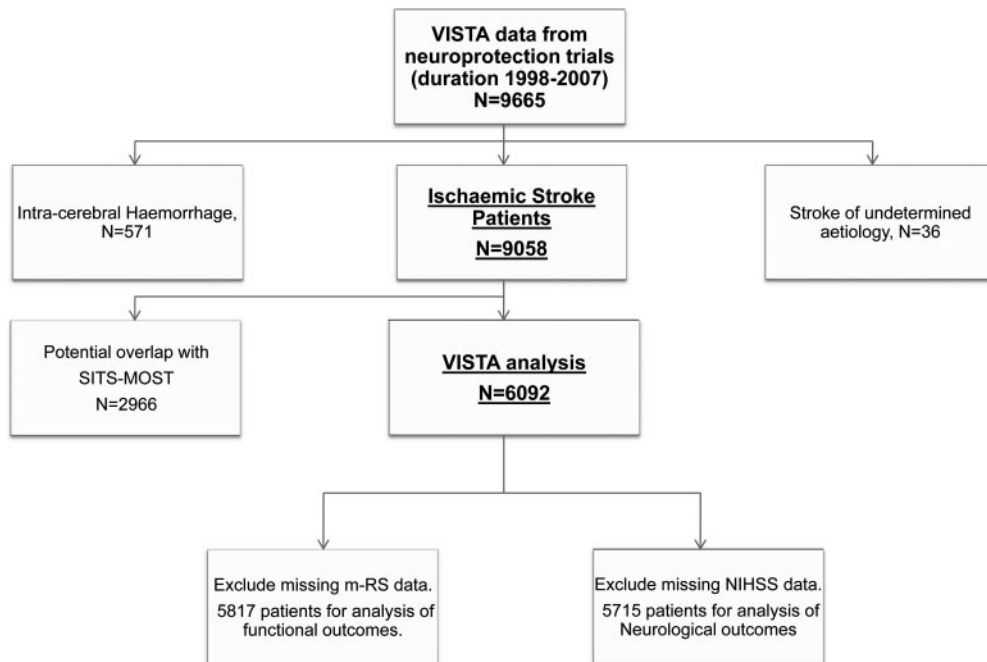 VISTA data from
neuroprotection trials
(duration 1998-2007)
N=9665
Intra-cerebral Haemorrhage,
N=571
Ischaemic Stroke
Patients
N=9058
Stroke of undetermined
aetiology, N=36
Potential overlap with
SITS-MOST
N=2966
VISTA analysis
N=6092
Exclude missing m-RS data.
5817 patients for analysis of
functional outcomes.
Exclude missing NIHSS data.
5715 patients for analysis of
Neurological outcomes